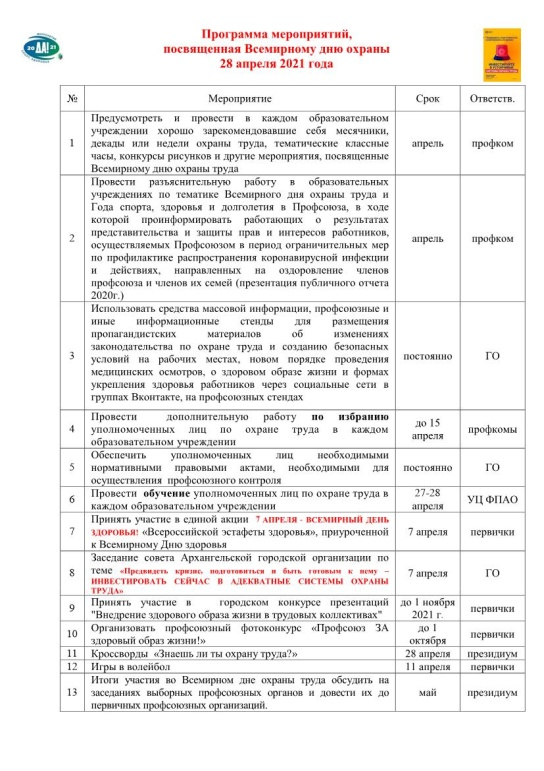 20 ДА! 21
Программа мероприятий,
посвященная Всемирному дню охраны
28 апреля 2021 года
№ Мероприятие Срок Ответств.
Предусмотреть и провести в каждом образовательном
учреждении хорошо зарекомендовавшие себя месячники,
1 декады или недели охраны труда, тематические классные апрель профком
часы, конкурсы рисунков и другие мероприятия, посвященные
Всемирному дню охраны труда
Провести разъяснительную работу в образовательных
учреждениях по тематике Всемирного дня охраны труда и
Года спорта, здоровья и долголетия в Профсоюза, в ходе
которой проинформировать работающих о результатах
2 представительства и защиты прав и интересов работников, апрель профком
осуществляемых Профсоюзом в период ограничительных мер
по профилактике распространения коронавирусной инфекции
и действиях, направленных на оздоровление членов
профсоюза и членов их семей (презентация публичного отчета
2020г.)
Использовать средства массовой информации, профсоюзные и
иные информационные стенды для размещения
пропагандистских материалов об изменениях
3 законодательства по охране труда и созданию безопасных постоянно ГО
условий на рабочих местах, новом порядке проведения
медицинских осмотров, о здоровом образе жизни и формах
укрепления здоровья работников через социальные сети в
группах Вконтакте, на профсоюзных стендах
Провести дополнительную работу по избранию до 15
4 уполномоченных лиц по охране труда в каждом апреля профкомы
образовательном учреждении
Обеспечить уполномоченных лиц необходимыми
5 нормативными правовыми актами, необходимыми для постоянно ГО
осуществления профсоюзного контроля
6 Провести обучение уполномоченных лиц по охране труда в 27-28 УЦ ФПАО
каждом образовательном учреждении апреля
Принять участие в единой акции 7 АПРЕЛЯ - ВСЕМИРНЫЙ ДЕНЬ
7 ЗДОРОВЬЯ! «Всероссийской эстафеты здоровья», приуроченной 7 апреля первички
к Всемирному Дню здоровья
Заседание совета Архангельской городской организации по
8 теме «Предвидеть кризис, подготовиться и быть готовым к нему – 7 апреля ГО
ИНВЕСТИРОВАТЬ СЕЙЧАС В АДЕКВАТНЫЕ СИСТЕМЫ ОХРАНЫ
ТРУДА»
9 Принять участие в городском конкурсе презентаций до 1 ноября первички
"Внедрение здорового образа жизни в трудовых коллективах" 2021 г.
10 Организовать профсоюзный фотоконкурс «Профсоюз ЗА до 1 первички
здоровый образ жизни!» октября
11 Кроссворды «Знаешь ли ты охрану труда?» 28 апреля президиум
12 Игры в волейбол 11 апреля первички
Итоги участия во Всемирном дне охраны труда обсудить на
13 заседаниях выборных профсоюзных органов и довести их до май президиум
первичных профсоюзных организаций.